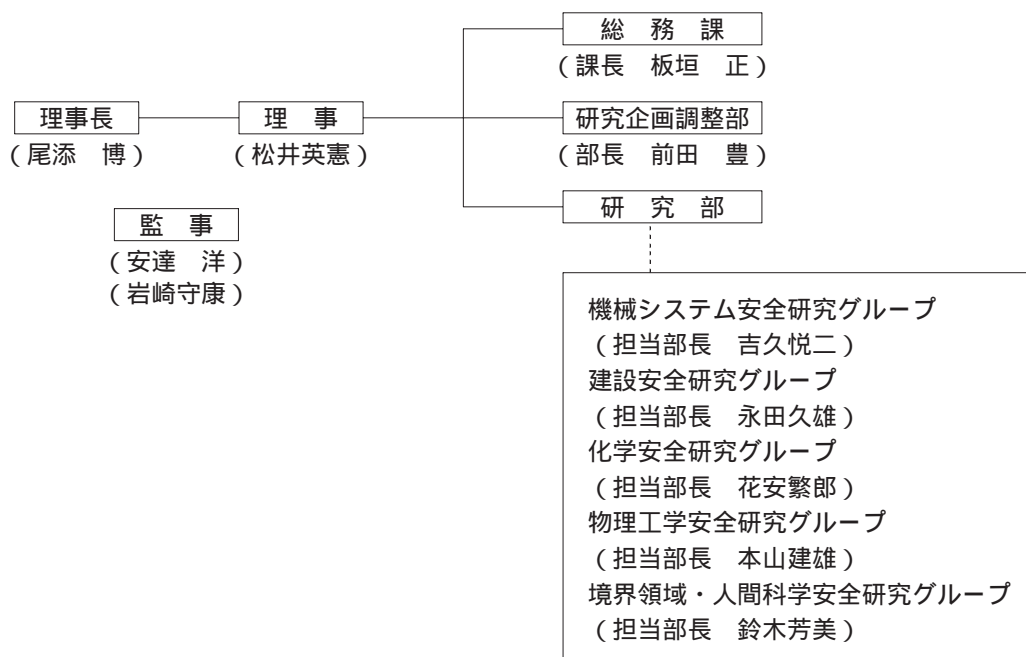 総　務　課
（課長　板垣　正）
理事長
（尾添　博）
理　事
（松井英憲）
研究企画調整部
（部長　前田　豊）
研　究　部
監　事
（安達　洋）
（岩崎守康）
機械システム安全研究グループ
（担当部長　吉久悦二）
建設安全研究グループ
（担当部長　永田久雄）
化学安全研究グループ
（担当部長　花安繁郎）
物理工学安全研究グループ
（担当部長　本山建雄）
境界領域・人間科学安全研究グループ
（担当部長　鈴木芳美）